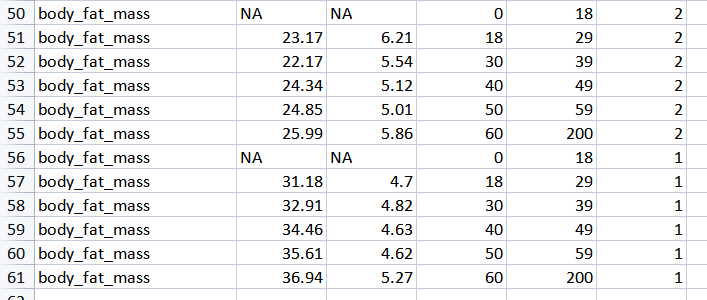 50 body_fat_mass NA NA 0 18 2
51 body_fat_mass 23.17 6.21 18 29 2
52 body_fat_mass 22.17 5.54 30 39 2
53 body_fat_mass 24.34 5.12 40 49 2
54 body_fat_mass 24.85 5.01 50 59 2
55 body_fat_mass 25.99 5.86 60 200 2
56 body_fat_mass NA NA 0 18 1
57 body_fat_mass 31.18 4.7 18 29 1
58 body_fat_mass 32.91 4.82 30 39 1
59 body_fat_mass 34.46 4.63 40 49 1
60 body_fat_mass 35.61 4.62 50 59 1
61 body_fat_mass 36.94 5.27 60 200 1